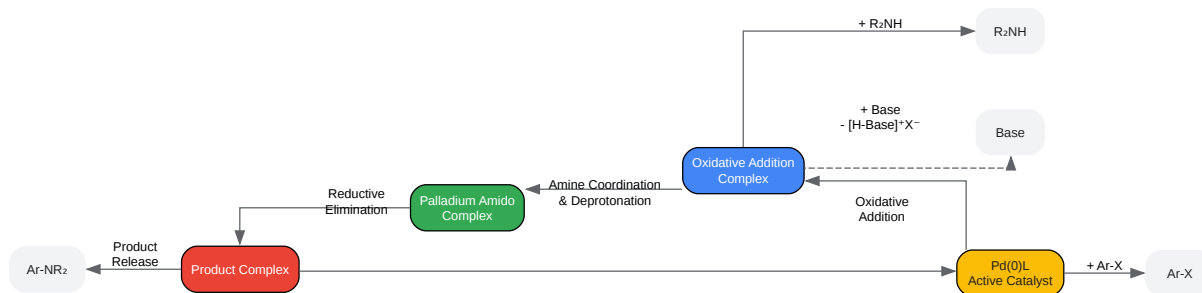 + R₂NH
R₂NH
+ Base
- [H-Base]⁺X⁻
Base
Oxidative Addition
Complex
Amine Coordination
& Deprotonation
Reductive
Elimination
Palladium Amido
Complex
Oxidative
Addition
Product
Release
Ar-NR₂
Product Complex
Pd(0)L
Active Catalyst
+ Ar-X
Ar-X